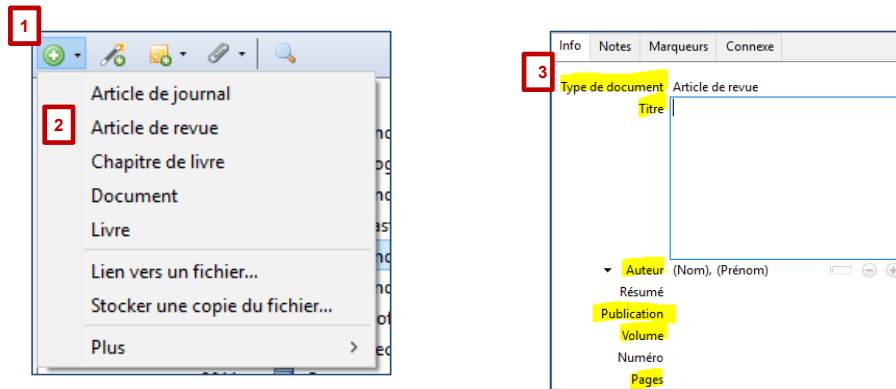 1
2
Article de journal
Article de revue
Chapitre de livre
Document
Livre
Lien vers un fichier...
Stocker une copie du fichier...
Plus
3
Info Notes Marqueurs Connexe
Type de document Article de revue
Titre
Auteur (Nom), (Prénom)
Résumé
Publication
Volume
Numéro
Pages